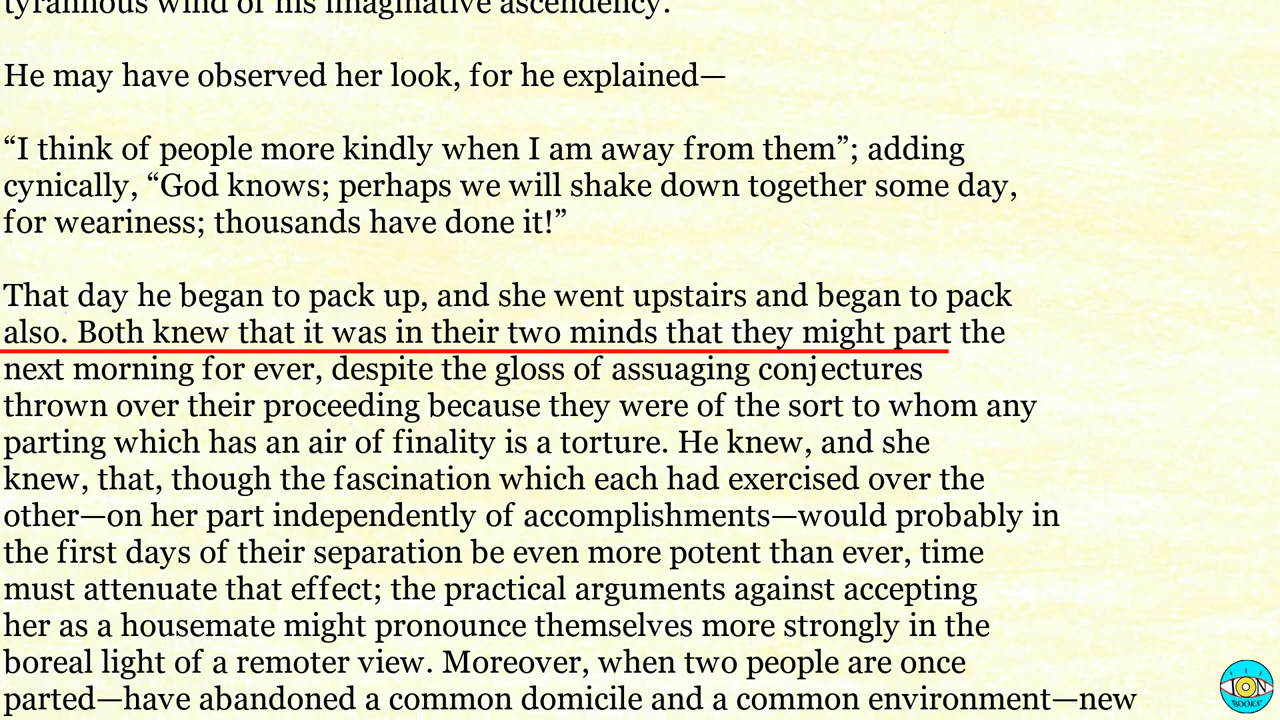 tyrannous wind of his imaginative ascendency.
He may have observed her look, for he explained—
“I think of people more kindly when I am away from them”; adding
cynically, “God knows; perhaps we will shake down together some day,
for weariness; thousands have done it!”
That day he began to pack up, and she went upstairs and began to pack
also. Both knew that it was in their two minds that they might part the
next morning for ever, despite the gloss of assuaging conjectures
thrown over their proceeding because they were of the sort to whom any
parting which has an air of finality is a torture. He knew, and she
knew, that, though the fascination which each had exercised over the
other—on her part independently of accomplishments—would probably in
the first days of their separation be even more potent than ever, time
must attenuate that effect; the practical arguments against accepting
her as a housemate might pronounce themselves more strongly in the
boreal light of a remoter view. Moreover, when two people are once
parted—have abandoned a common domicile and a common environment—new
I
ION
BOOKS